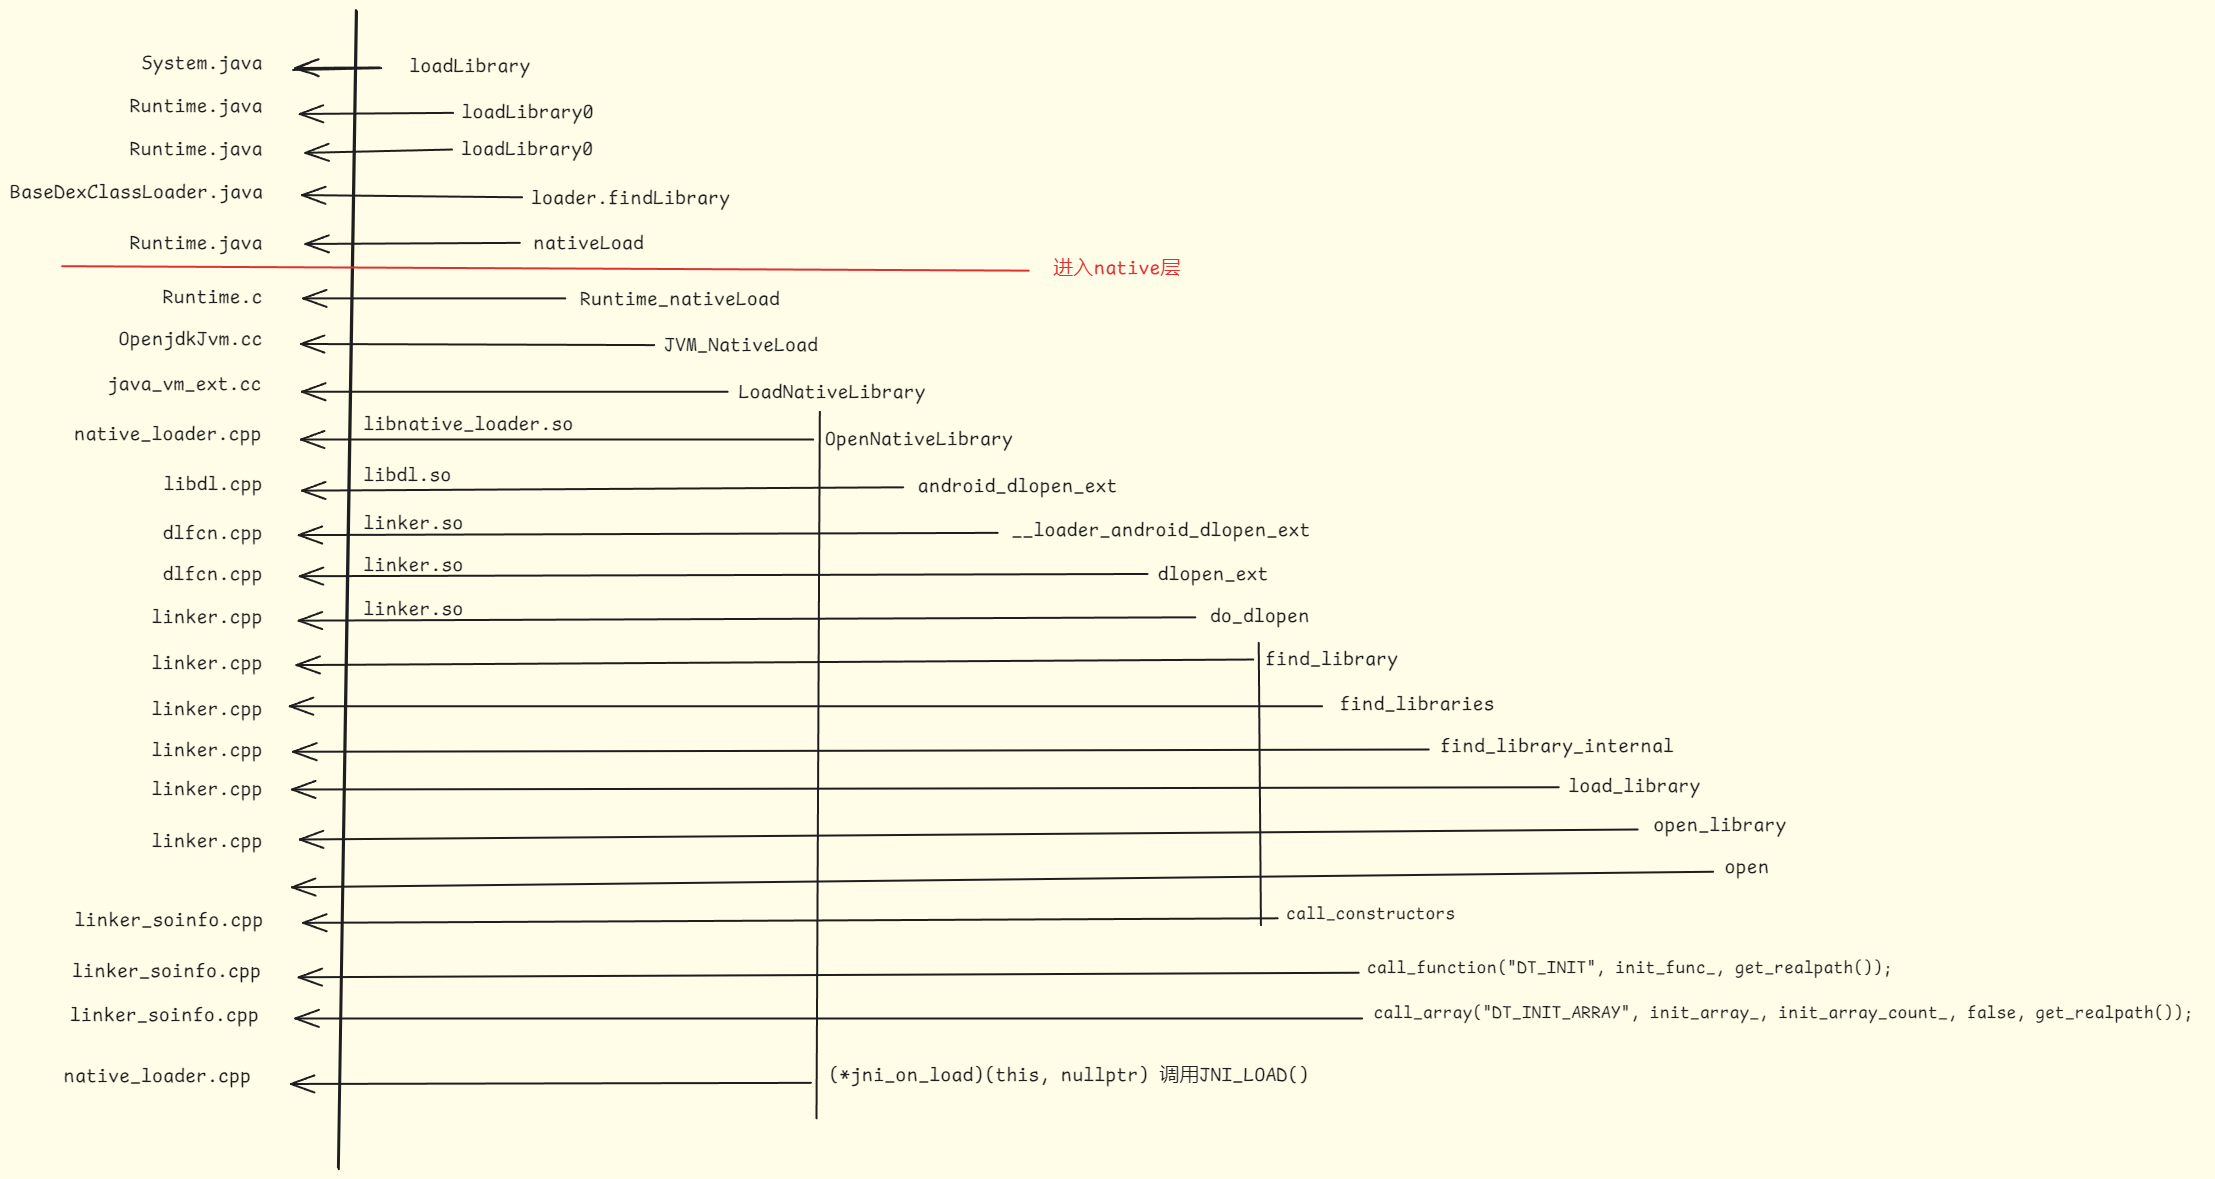 System.java loadLibrary
Runtime.java loadLibrary0
Runtime.java loadLibrary0
BaseDexClassLoader.java loader.findLibrary
Runtime.java nativeLoad
进入native层
Runtime.c Runtime_nativeLoad
OpenjdkJvm.cc JVM_NativeLoad
java_vm_ext.cc LoadNativeLibrary
native_loader.cpp libnative_loader.so OpenNativeLibrary
libdl.cpp libdl.so android_dlopen_ext
dlfcn.cpp linker.so __loader_android_dlopen_ext
dlfcn.cpp linker.so dlopen_ext
linker.cpp linker.so do_dlopen
linker.cpp find_library
linker.cpp find_libraries
linker.cpp find_library_internal
linker.cpp load_library
linker.cpp open_library
open
linker_soinfo.cpp call_constructors
linker_soinfo.cpp call_function("DT_INIT", init_func_, get_realpath());
linker_soinfo.cpp call_array("DT_INIT_ARRAY", init_array_, init_array_count_, false, get_realpath());
native_loader.cpp (*jni_on_load)(this, nullptr) 调用JNI_LOAD()